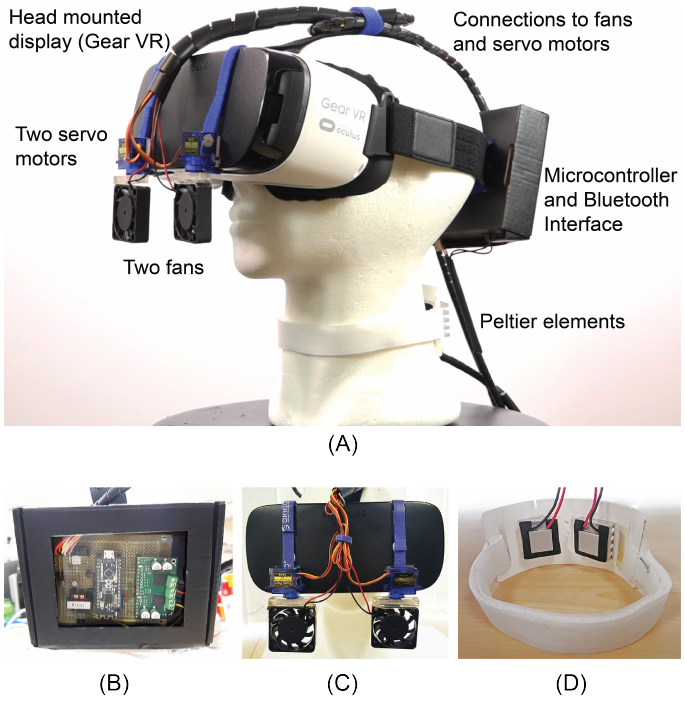 Head mounted
display (Gear VR)
Connections to fans
and servo motors
Gear VR
oculus
Two servo
motors
Microcontroller
and Bluetooth
Interface
Two fans
Peltier elements
(A)
(B)
(C)
(D)